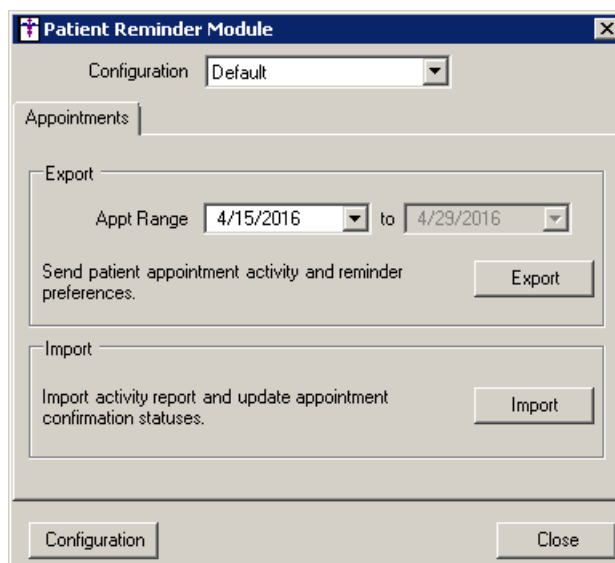 Patient Reminder Module
Configuration Default
Appointments
Export
Appt Range 4/15/2016 to 4/29/2016
Send patient appointment activity and reminder
preferences.
Export
Import
Import activity report and update appointment
confirmation statuses.
Import
Configuration Close